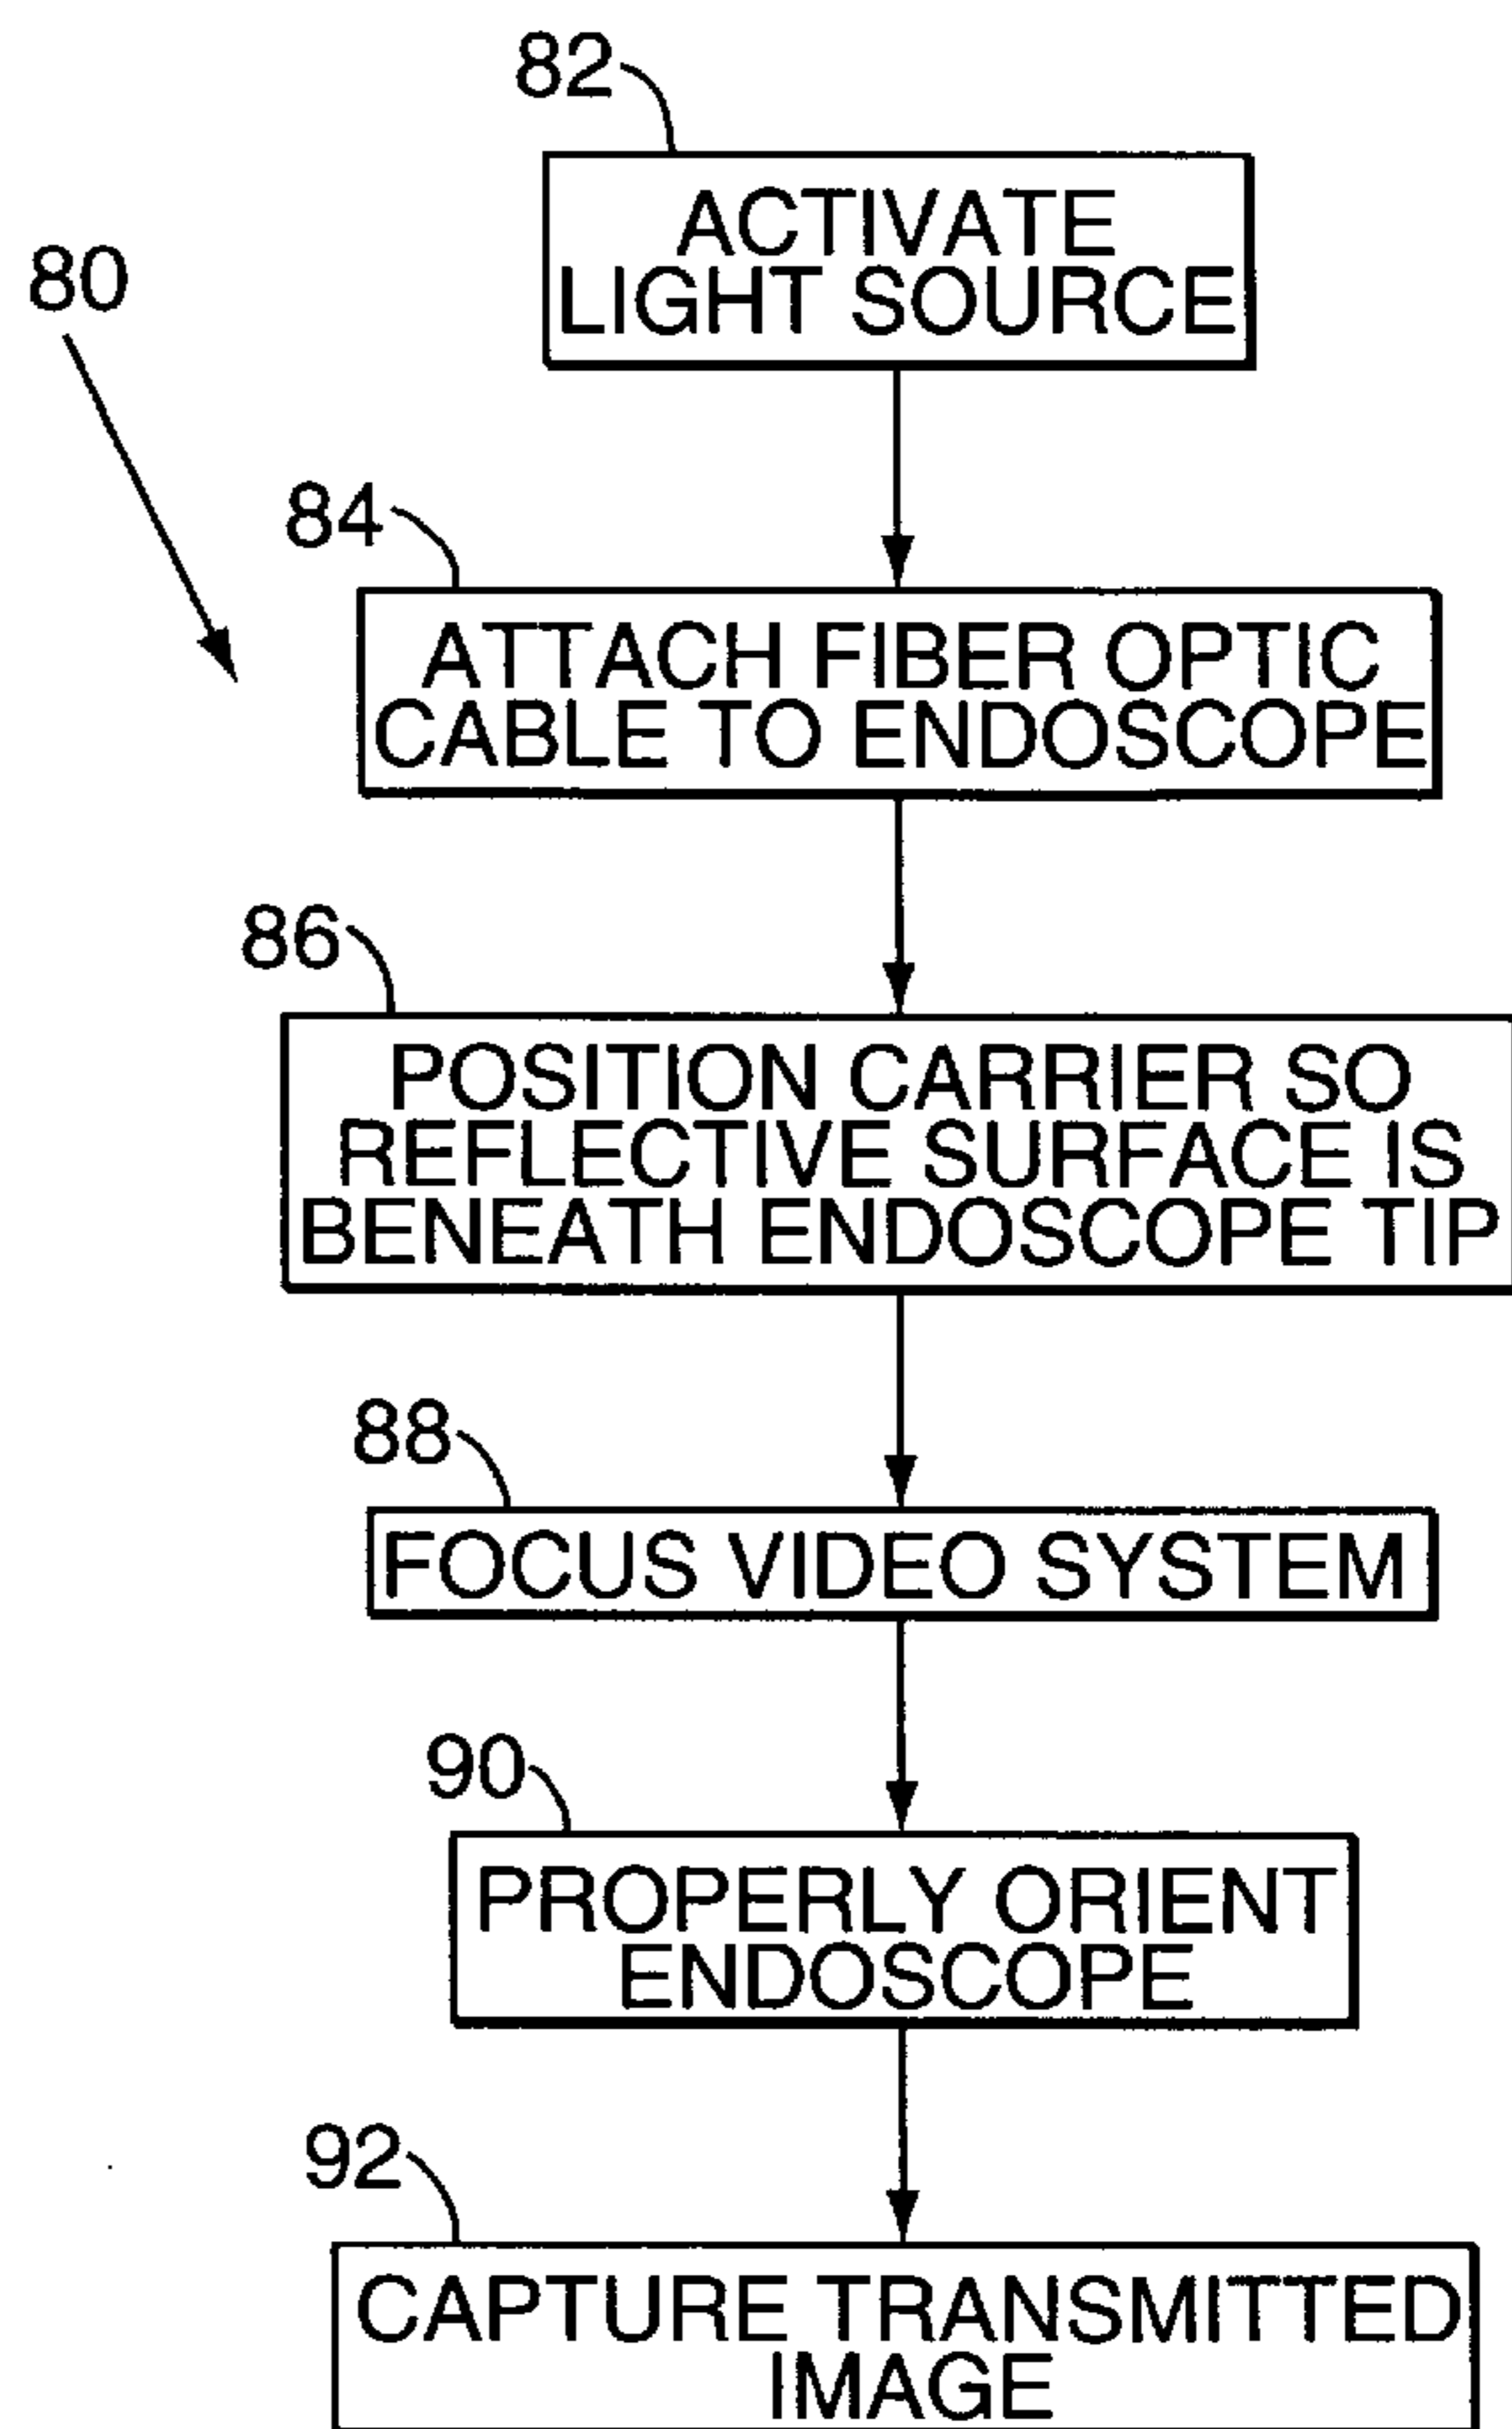 82
ACTIVATE
LIGHT SOURCE
80
84
ATTACH FIBER OPTIC
CABLE TO ENDOSCOPE
86
POSITION CARRIER SO
REFLECTIVE SURFACE IS
BENEATH ENDOSCOPE TIP
88
FOCUS VIDEO SYSTEM
90
PROPERLY ORIENT
ENDOSCOPE
92
CAPTURE TRANSMITTED
IMAGE